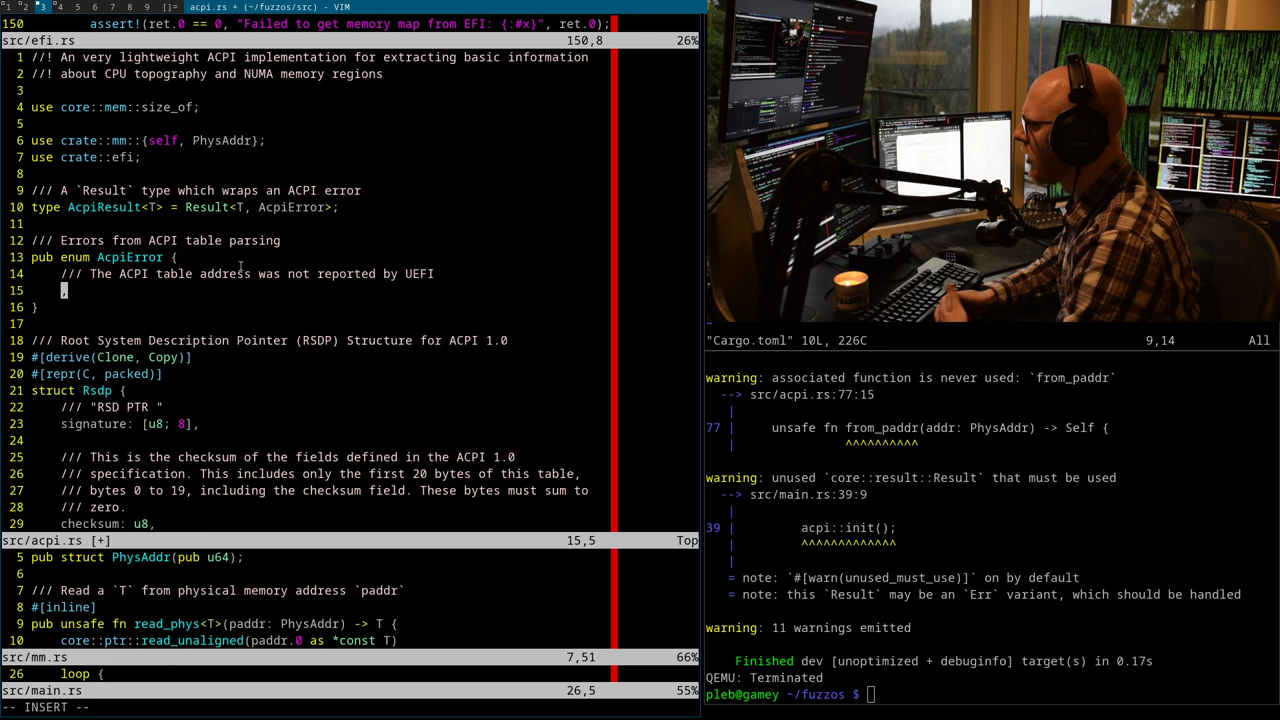 1 2 3 4 5 6 7 8 9 []= acpi.rs + (~/fuzzos/src) - VIM
150         assert!(ret.0 == 0, "Failed to get memory map from EFI: {:#x}", ret.0);
src/efi.rs 150,8 26%
1 //! An very lightweight ACPI implementation for extracting basic information
2 //! about CPU topography and NUMA memory regions
3
4 use core::mem::size_of;
5
6 use crate::mm::{self, PhysAddr};
7 use crate::efi;
8
9 /// A `Result` type which wraps an ACPI error
10 type AcpiResult<T> = Result<T, AcpiError>;
11
12 /// Errors from ACPI table parsing
13 pub enum AcpiError {
14     /// The ACPI table address was not reported by UEFI
15     ,
16 }
17
18 /// Root System Description Pointer (RSDP) Structure for ACPI 1.0
19 #[derive(Clone, Copy)]
20 #[repr(C, packed)]
21 struct Rsdp {
22     /// "RSD PTR "
23     signature: [u8; 8],
24
25     /// This is the checksum of the fields defined in the ACPI 1.0
26     /// specification. This includes only the first 20 bytes of this table,
27     /// bytes 0 to 19, including the checksum field. These bytes must sum to
28     /// zero.
29     checksum: u8,
src/acpi.rs [+] 15,5 Top
5 pub struct PhysAddr(pub u64);
6
7 /// Read a `T` from physical memory address `paddr`
8 #[inline]
9 pub unsafe fn read_phys<T>(paddr: PhysAddr) -> T {
10     core::ptr::read_unaligned(paddr.0 as *const T)
src/mm.rs 7,51 66%
26     loop {
src/main.rs 26,5 55%
-- INSERT --
~
"Cargo.toml" 10L, 226C 9,14 All
warning: associated function is never used: `from_paddr`
  --> src/acpi.rs:77:15
   |
77 |     unsafe fn from_paddr(addr: PhysAddr) -> Self {
   |               ^^^^^^^^^^
warning: unused `core::result::Result` that must be used
  --> src/main.rs:39:9
   |
39 |         acpi::init();
   |         ^^^^^^^^^^^^^
   |
   = note: `#[warn(unused_must_use)]` on by default
   = note: this `Result` may be an `Err` variant, which should be handled
warning: 11 warnings emitted
    Finished dev [unoptimized + debuginfo] target(s) in 0.17s
QEMU: Terminated
pleb@gamey ~/fuzzos $